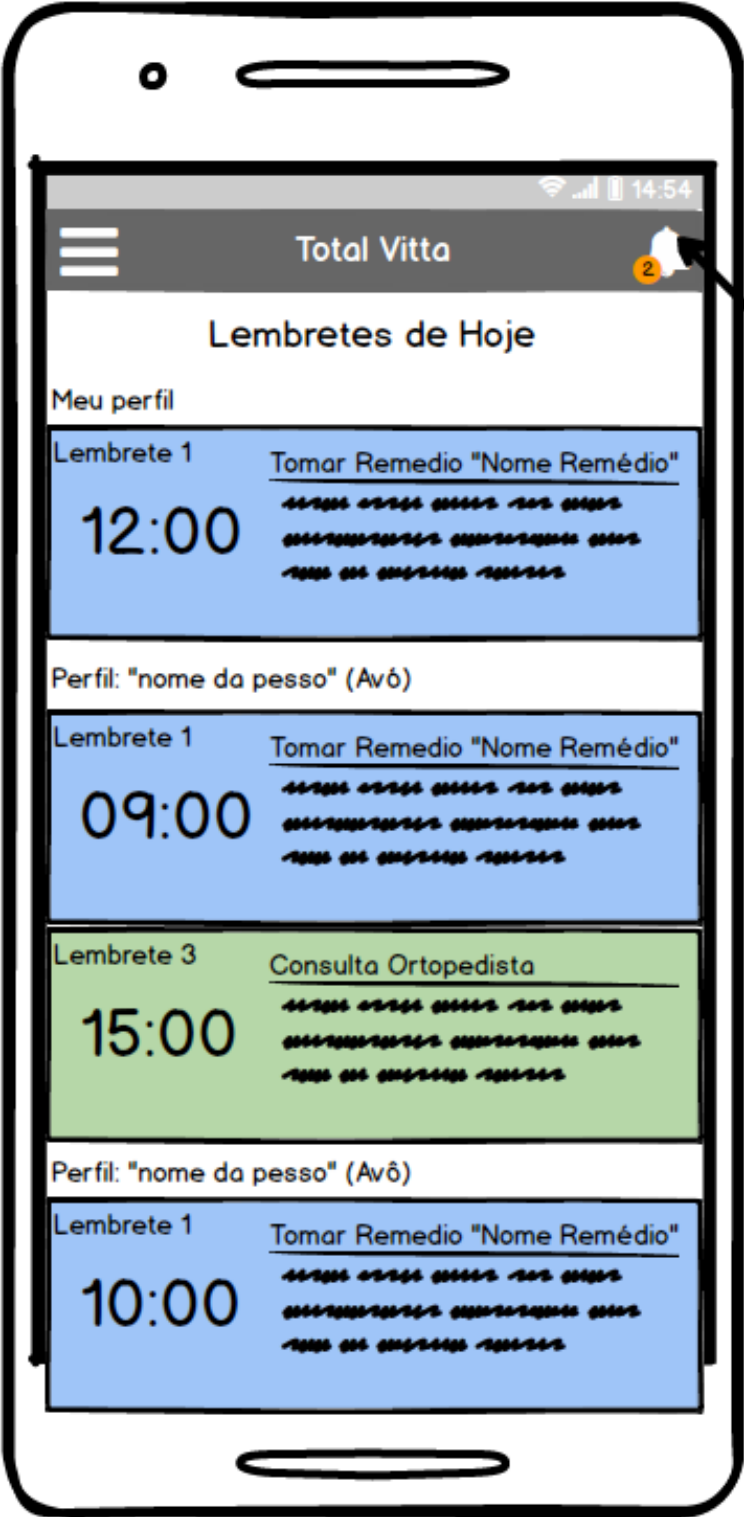 14:54
Total Vitta
2
Lembretes de Hoje
Meu perfil
Lembrete 1
Tomar Remedio "Nome Remédio"
12:00
Perfil: "nome da pesso" (Avó)
Lembrete 1
Tomar Remedio "Nome Remédio"
09:00
Lembrete 3
Consulta Ortopedista
15:00
Perfil: "nome da pesso" (Avô)
Lembrete 1
Tomar Remedio "Nome Remédio"
10:00